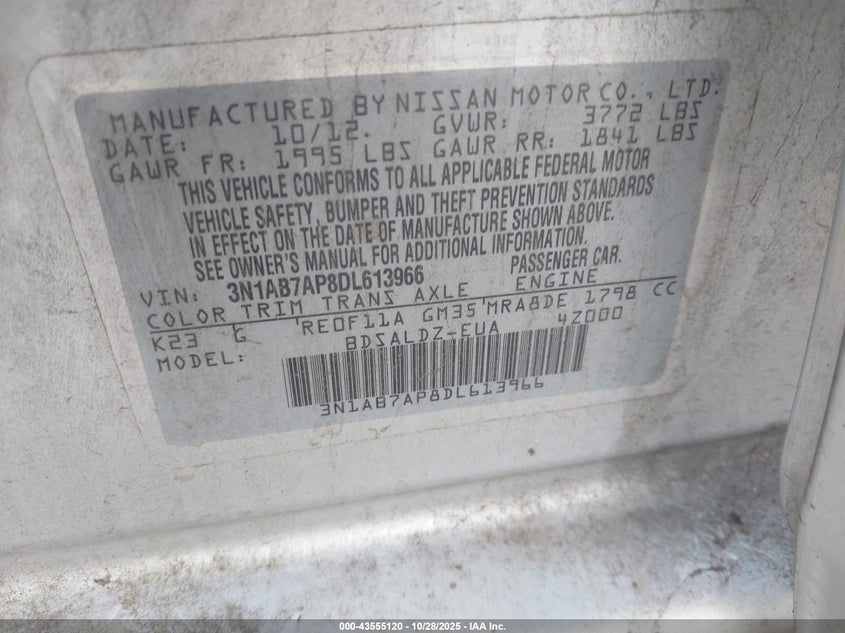 MANUFACTURED BY NISSAN MOTOR CO., LTD.
DATE: 10/12. GVWR: 3772 LBS
GAWR FR: 1995 LBS GAWR RR: 1841 LBS
THIS VEHICLE CONFORMS TO ALL APPLICABLE FEDERAL MOTOR
VEHICLE SAFETY, BUMPER AND THEFT PREVENTION STANDARDS
IN EFFECT ON THE DATE OF MANUFACTURE SHOWN ABOVE.
SEE OWNER'S MANUAL FOR ADDITIONAL INFORMATION.
VIN: 3N1AB7AP8DL613966 PASSENGER CAR.
COLOR TRIM TRANS AXLE ENGINE
K23 G RE0F11A GM35 MRA8DE 1798 CC
MODEL: BDSALDZ-EUA 4Z000
3N1AB7AP8DL613966
000-43555120 • 10/28/2025 • IAA Inc.